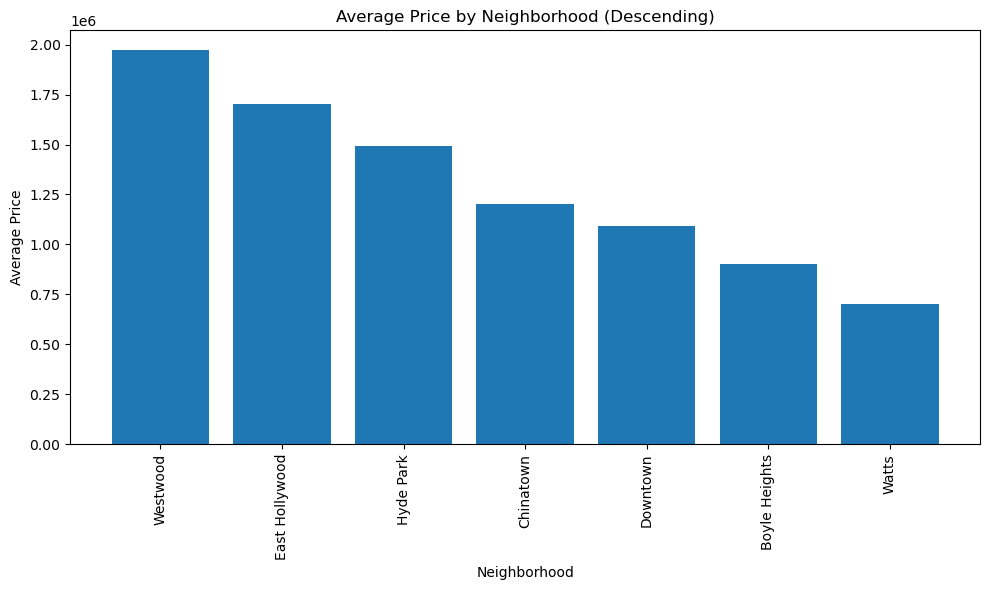 Average Price by Neighborhood (Descending)
1e6
2.00
1.75
1.50
1.25
1.00
0.75
0.50
0.25
0.00
Average Price
Westwood
East Hollywood
Hyde Park
Chinatown
Downtown
Boyle Heights
Watts
Neighborhood